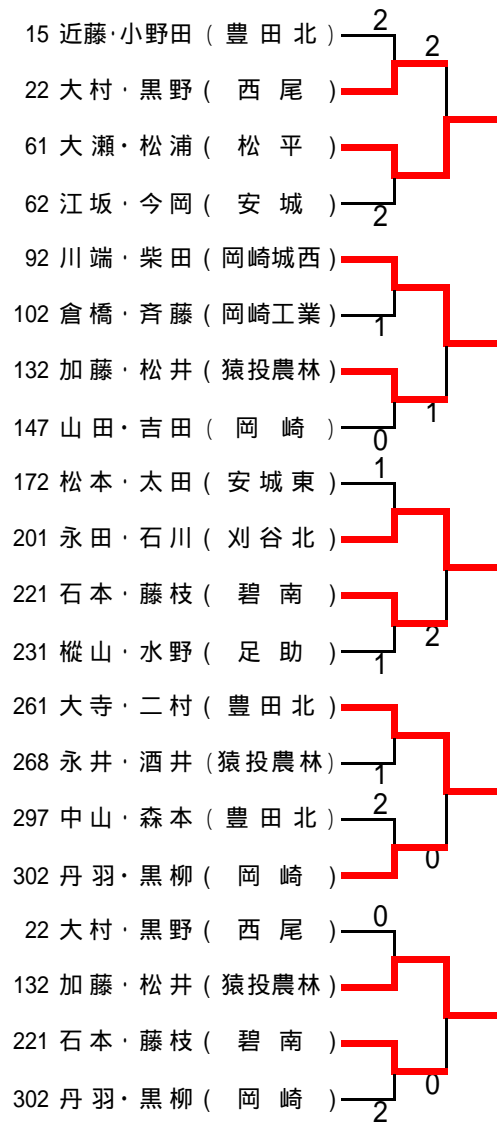 15 近藤・小野田 ( 豊田北 ) 2
2
22 大村・黒野 ( 西尾 )
61 大瀬・松浦 ( 松平 )
62 江坂・今岡 ( 安城 ) 2
92 川端・柴田 ( 岡崎城西 )
102 倉橋・斉藤 ( 岡崎工業 ) 1
132 加藤・松井 ( 猿投農林 )
1
147 山田・吉田 ( 岡崎 ) 0
172 松本・太田 ( 安城東 ) 1
201 永田・石川 ( 刈谷北 )
221 石本・藤枝 ( 碧南 )
2
231 樅山・水野 ( 足助 ) 1
261 大寺・二村 ( 豊田北 )
268 永井・酒井 ( 猿投農林 ) 1
297 中山・森本 ( 豊田北 ) 2
0
302 丹羽・黒柳 ( 岡崎 )
22 大村・黒野 ( 西尾 ) 0
132 加藤・松井 ( 猿投農林 )
221 石本・藤枝 ( 碧南 )
0
302 丹羽・黒柳 ( 岡崎 ) 2